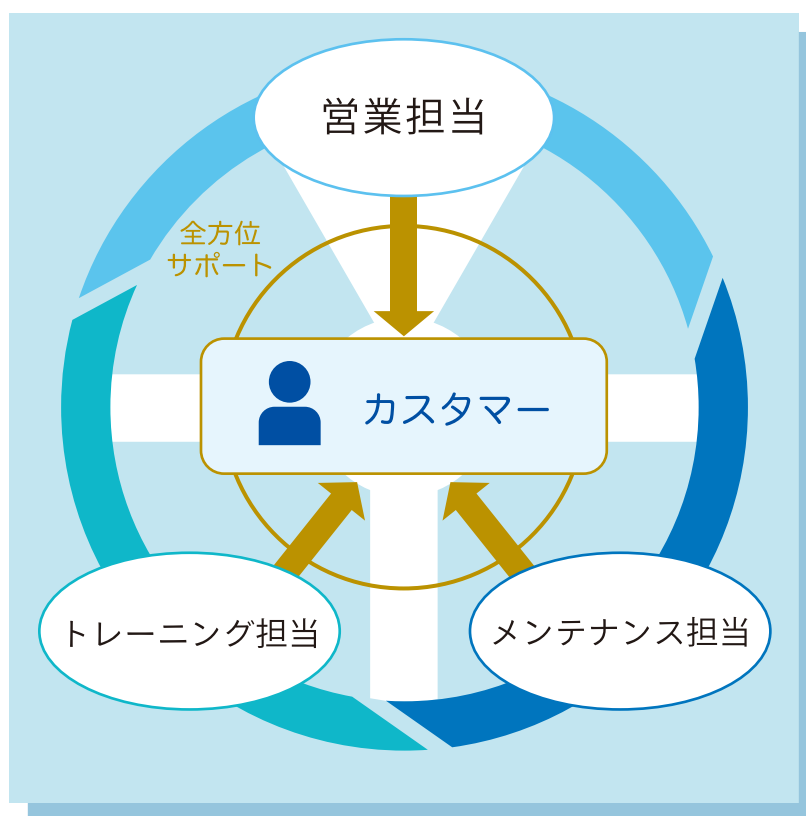 営業担当
全方位
サポート
カスタマー
トレーニング担当
メンテナンス担当